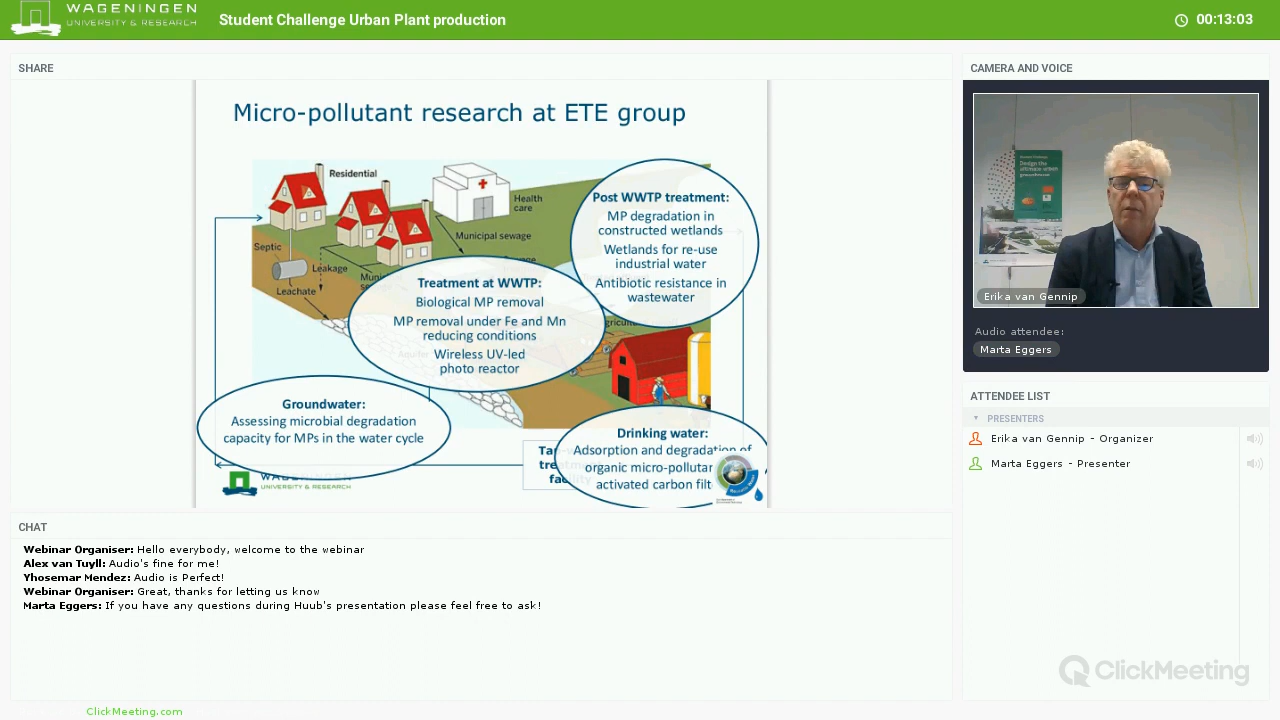 WAGENINGEN
UNIVERSITY & RESEARCH
Student Challenge Urban Plant production
00:13:03
SHARE
Micro-pollutant research at ETE group
Residential
Health
care
Municipal sewage
Septic
Leakage
Leachate
Post WWTP treatment:
MP degradation in
constructed wetlands
Wetlands for re-use
industrial water
Antibiotic resistance in
wastewater
Treatment at WWTP:
Biological MP removal
MP removal under Fe and Mn
reducing conditions
Wireless UV-led
photo reactor
Groundwater:
Assessing microbial degradation
capacity for MPs in the water cycle
Drinking water:
Adsorption and degradation of
organic micro-pollutan
activated carbon filt
UNIVERSITY & RESEARCH
CAMERA AND VOICE
Erika van Gennip
Audio attendee:
Marta Eggers
ATTENDEE LIST
PRESENTERS
Erika van Gennip - Organizer
Marta Eggers - Presenter
CHAT
Webinar Organiser: Hello everybody, welcome to the webinar
Alex van Tuyll: Audio's fine for me!
Yhosemar Mendez: Audio is Perfect!
Webinar Organiser: Great, thanks for letting us know
Marta Eggers: If you have any questions during Huub's presentation please feel free to ask!
ClickMeeting
ClickMeeting.com